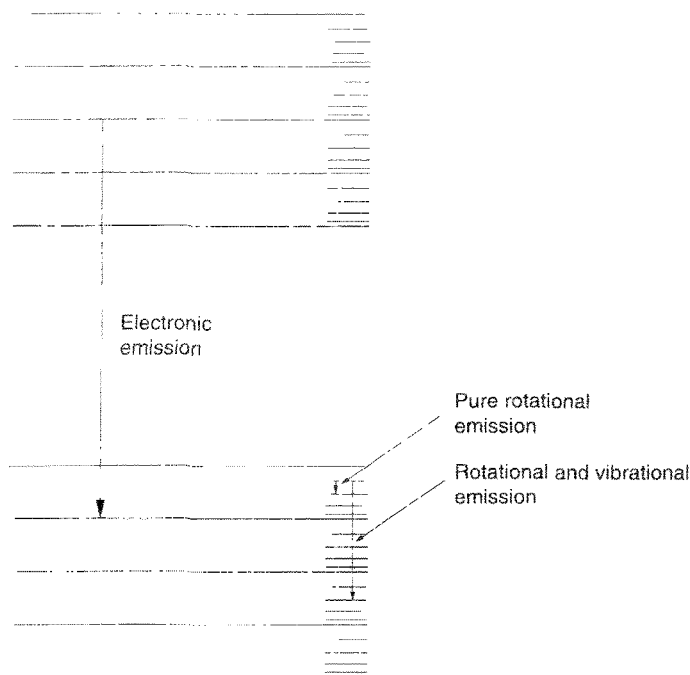 Electronic
emission
Pure rotational
emission
Rotational and vibrational
emission